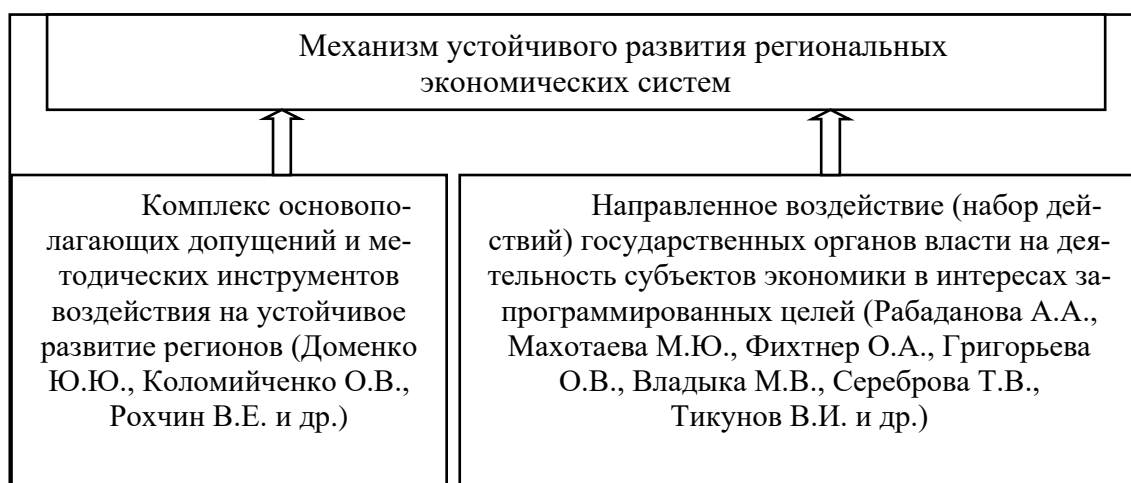 Механизм устойчивого развития региональных
экономических систем
Комплекс основопо-
лагающих допущений и ме-
тодических инструментов
воздействия на устойчивое
развитие регионов (Доменко
Ю.Ю., Коломийченко О.В.,
Рохчин В.Е. и др.)
Направленное воздействие (набор дей-
ствий) государственных органов власти на дея-
тельность субъектов экономики в интересах за-
программированных целей (Рабаданова А.А.,
Махотаева М.Ю., Фихтнер О.А., Григорьева
О.В., Владыка М.В., Сереброва Т.В.,
Тикунов В.И. и др.)